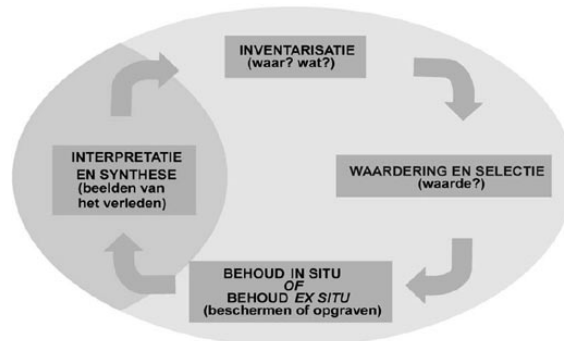 INVENTARISATIE
(waar? wat?)
WAARDERING EN SELECTIE
(waarde?)
BEHOUD IN SITU
OF
BEHOUD EX SITU
(beschermen of opgraven)
INTERPRETATIE
EN SYNTHESE
(beelden van
het verleden)